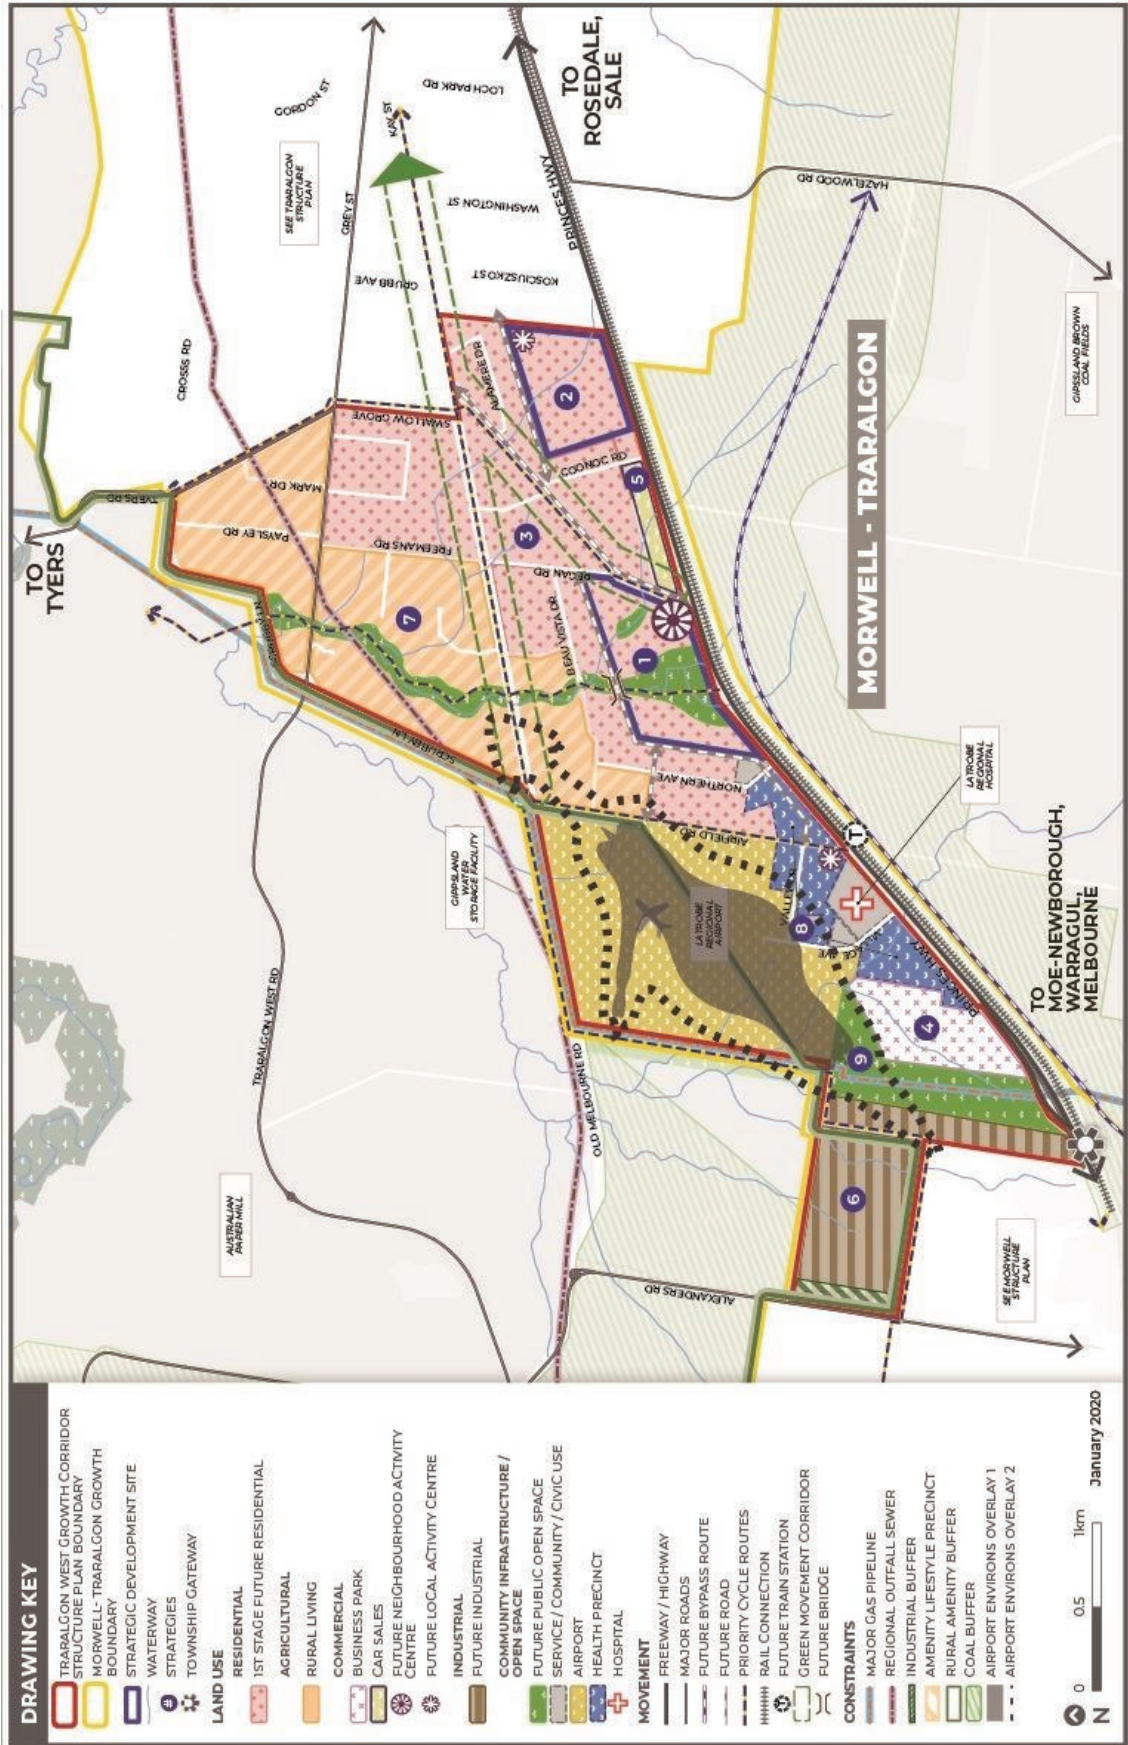 DRAWING KEY
TRARALGON WEST GROWTH CORRIDOR
STRUCTURE PLAN BOUNDARY
MORWELL- TRARALGON GROWTH
BOUNDARY
STRATEGIC DEVELOPMENT SITE
WATERWAY
# STRATEGIES
TOWNSHIP GATEWAY
LAND USE
RESIDENTIAL
1ST STAGE FUTURE RESIDENTIAL
AGRICULTURAL
RURAL LIVING
COMMERCIAL
BUSINESS PARK
CAR SALES
FUTURE NEIGHBOURHOOD ACTIVITY
CENTRE
FUTURE LOCAL ACTIVITY CENTRE
INDUSTRIAL
FUTURE INDUSTRIAL
COMMUNITY INFRASTRUCTURE /
OPEN SPACE
FUTURE PUBLIC OPEN SPACE
SERVICE / COMMUNITY / CIVIC USE
AIRPORT
HEALTH PRECINCT
HOSPITAL
MOVEMENT
FREEWAY / HIGHWAY
MAJOR ROADS
FUTURE BYPASS ROUTE
FUTURE ROAD
PRIORITY CYCLE ROUTES
RAIL CONNECTION
T FUTURE TRAIN STATION
GREEN MOVEMENT CORRIDOR
FUTURE BRIDGE
CONSTRAINTS
MAJOR GAS PIPELINE
REGIONAL OUTFALL SEWER
INDUSTRIAL BUFFER
AMENITY LIFESTYLE PRECINCT
RURAL AMENITY BUFFER
COAL BUFFER
AIRPORT ENVIRONS OVERLAY 1
AIRPORT ENVIRONS OVERLAY 2
N
0
0.5
1km
January 2020
AUSTRALIAN
PAPER MILL
TRARALGON WEST RD
OLD MELBOURNE RD
ALEXANDERS RD
SEE MORWELL
STRUCTURE
PLAN
6
9
4
TO
MOE-NEWBOROUGH,
WARRAGUL,
MELBOURNE
PRINCES HWY
GIPPSLAND
WATER
STORAGE FACILITY
LATROBE
REGIONAL
AIRPORT
8
AIRFIELD RD
NORTHERN AVE
T
LATROBE
REGIONAL
HOSPITAL
SCRUBBY LN
TO
TYERS
TYERS RD
PAYSLEY RD
MARK DR
7
FREEMANS RD
REGAN RD
BEAU VISTA DR
1
3
5
2
COONOC RD
SWALLOW GROVE
ALAMERE DR
MORWELL - TRARALGON
CROSSS RD
SEE TRARALGON
STRUCTURE
PLAN
GREY ST
GRUBB AVE
KOSCIUSZKO ST
WASHINGTON ST
KAY ST
GORDON ST
LOCH PARK RD
PRINCES HWY
TO
ROSEDALE,
SALE
HAZELWOOD RD
GIPSSLAND BROWN
COAL FIELDS